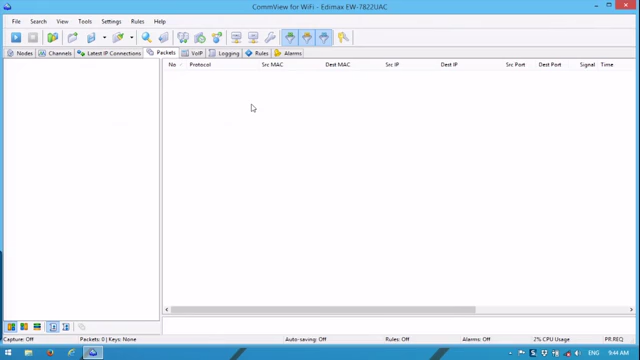 CommView for WiFi - Edimax EW-7822UAC
File Search View Tools Settings Rules Help
Nodes Channels Latest IP Connections Packets VoIP Logging Rules Alarms
No Protocol Src MAC Dest MAC Src IP Dest IP Src Port Dest Port Signal Time
Capture: Off Packets: 0 | Keys: None Auto-saving: Off Rules: Off Alarms: Off 2% CPU Usage PR:REQ
ENG 9:44 AM